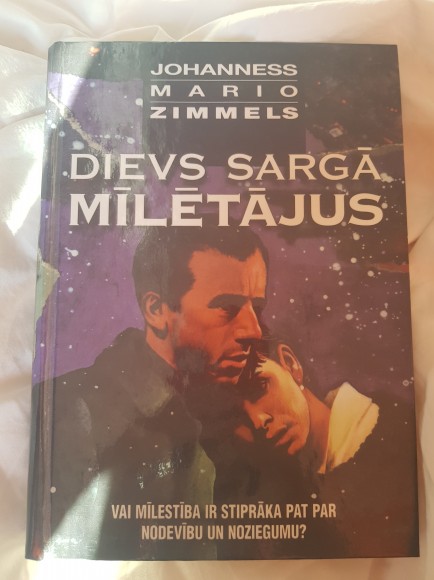 JOHANNESS
MARIO
ZIMMELS
DIEVS SARGĀ
MĪLĒTĀJUS
VAI MĪLESTĪBA IR STIPRĀKA PAT PAR
NODEVĪBU UN NOZIEGUMU?